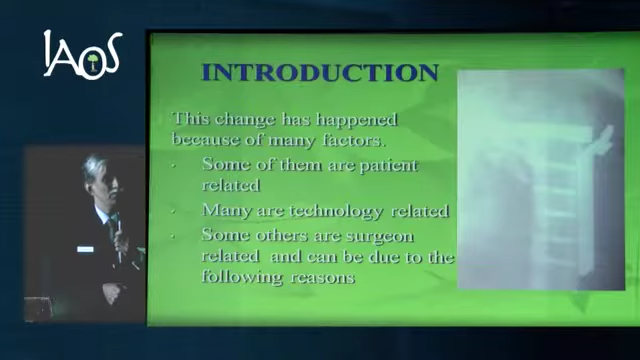 IAOS
INTRODUCTION
This change has happened
because of many factors.
Some of them are patient
related
Many are technology related
Some others are surgeon
related and can be due to the
following reasons